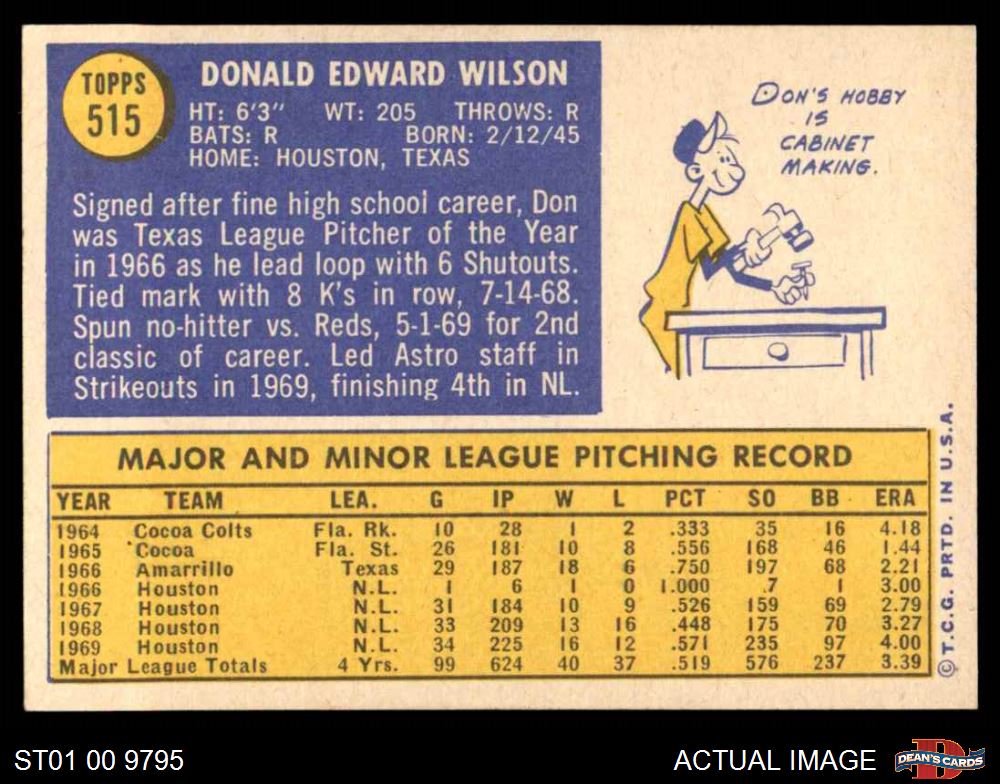 TOPPS
515
DONALD EDWARD WILSON
HT: 6'3" WT: 205 THROWS: R
BATS: R BORN: 2/12/45
HOME: HOUSTON, TEXAS
Signed after fine high school career, Don
was Texas League Pitcher of the Year
in 1966 as he lead loop with 6 Shutouts.
Tied mark with 8 K's in row, 7-14-68.
Spun no-hitter vs. Reds, 5-1-69 for 2nd
classic of career. Led Astro staff in
Strikeouts in 1969, finishing 4th in NL.
DON'S HOBBY
IS
CABINET
MAKING.
MAJOR AND MINOR LEAGUE PITCHING RECORD
YEAR TEAM LEA. G IP W L PCT SO BB ERA
1964 Cocoa Colts Fla. Rk. 10 28 1 2 .333 35 16 4.18
1965 Cocoa Fla. St. 26 181 10 8 .556 168 46 1.44
1966 Amarrillo Texas 29 187 18 6 .750 197 68 2.21
1966 Houston N.L. 1 6 1 0 1.000 .7 1 3.00
1967 Houston N.L. 31 184 10 9 .526 159 69 2.79
1968 Houston N.L. 33 209 13 16 .448 175 70 3.27
1969 Houston N.L. 34 225 16 12 .571 235 97 4.00
Major League Totals 4 Yrs. 99 624 40 37 .519 576 237 3.39
© T.C.G. PRTD. IN U.S.A.
ST01 00 9795
ACTUAL IMAGE
DEAN'S CARDS